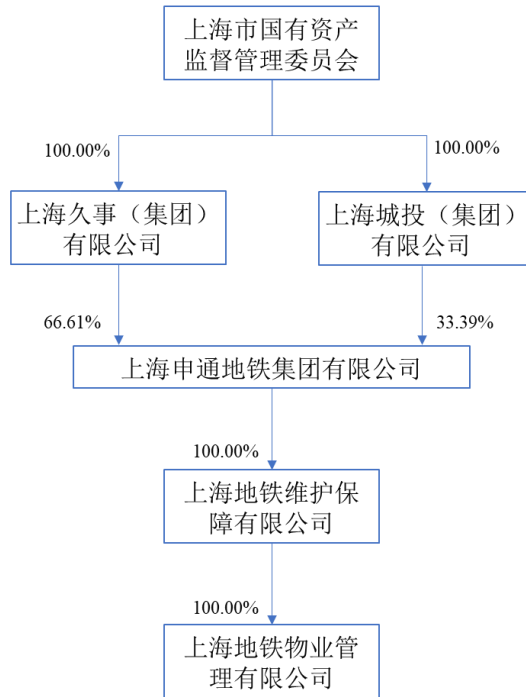 上海市国有资产
监督管理委员会
100.00%
100.00%
上海久事（集团）
有限公司
上海城投（集团）
有限公司
66.61%
33.39%
上海申通地铁集团有限公司
100.00%
上海地铁维护保
障有限公司
100.00%
上海地铁物业管
理有限公司